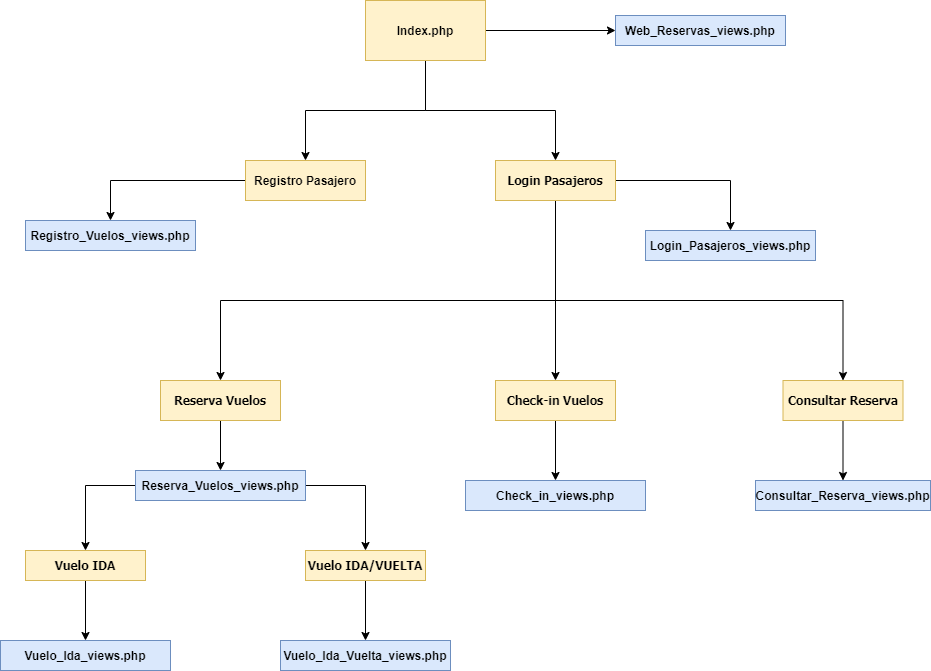 Index.php
Web_Reservas_views.php
Registro Pasajero
Login Pasajeros
Registro_Vuelos_views.php
Login_Pasajeros_views.php
Reserva Vuelos
Check-in Vuelos
Consultar Reserva
Reserva_Vuelos_views.php
Check_in_views.php
Consultar_Reserva_views.php
Vuelo IDA
Vuelo IDA/VUELTA
Vuelo_Ida_views.php
Vuelo_Ida_Vuelta_views.php